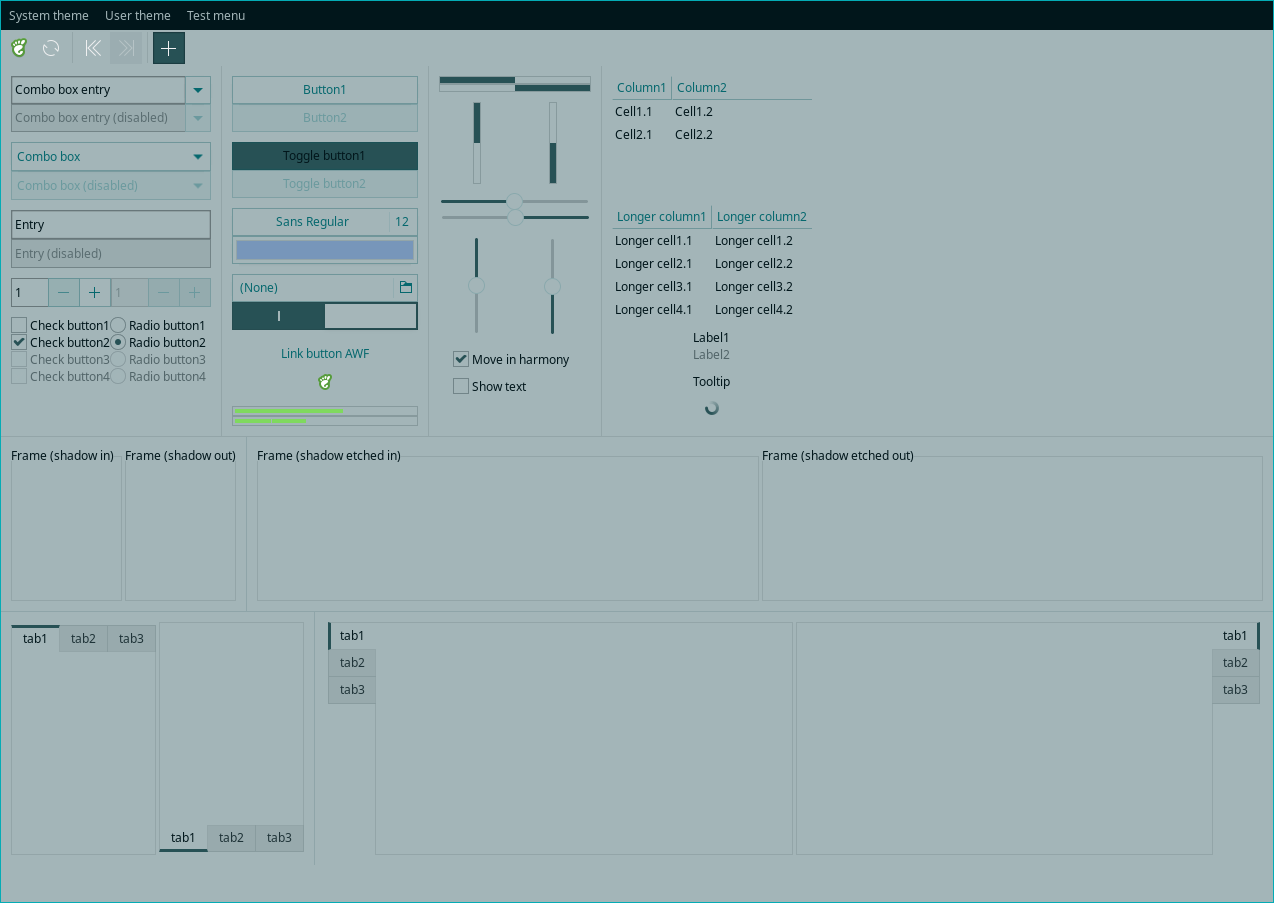 System theme User theme Test menu
Combo box entry
Combo box entry (disabled)
Combo box
Combo box (disabled)
Entry
Entry (disabled)
1 1
Check button1 Radio button1
Check button2 Radio button2
Check button3 Radio button3
Check button4 Radio button4
Button1
Button2
Toggle button1
Toggle button2
Sans Regular 12
(None)
Link button AWF
Move in harmony
Show text
Column1 Column2
Cell1.1 Cell1.2
Cell2.1 Cell2.2
Longer column1 Longer column2
Longer cell1.1 Longer cell1.2
Longer cell2.1 Longer cell2.2
Longer cell3.1 Longer cell3.2
Longer cell4.1 Longer cell4.2
Label1
Label2
Tooltip
Frame (shadow in) Frame (shadow out) Frame (shadow etched in) Frame (shadow etched out)
tab1 tab2 tab3
tab1 tab2 tab3
tab1
tab2
tab3
tab1
tab2
tab3